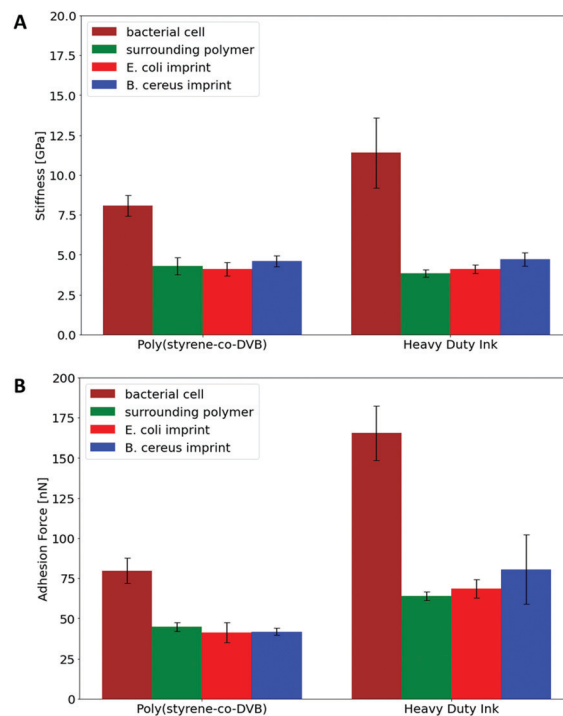 A
20.0
17.5
15.0
12.5
10.0
7.5
5.0
2.5
0.0
Stiffness [GPa]
bacterial cell
surrounding polymer
E. coli imprint
B. cereus imprint
Poly(styrene-co-DVB)
Heavy Duty Ink
B
200
175
150
125
100
75
50
25
0
Adhesion Force [nN]
bacterial cell
surrounding polymer
E. coli imprint
B. cereus imprint
Poly(styrene-co-DVB)
Heavy Duty Ink